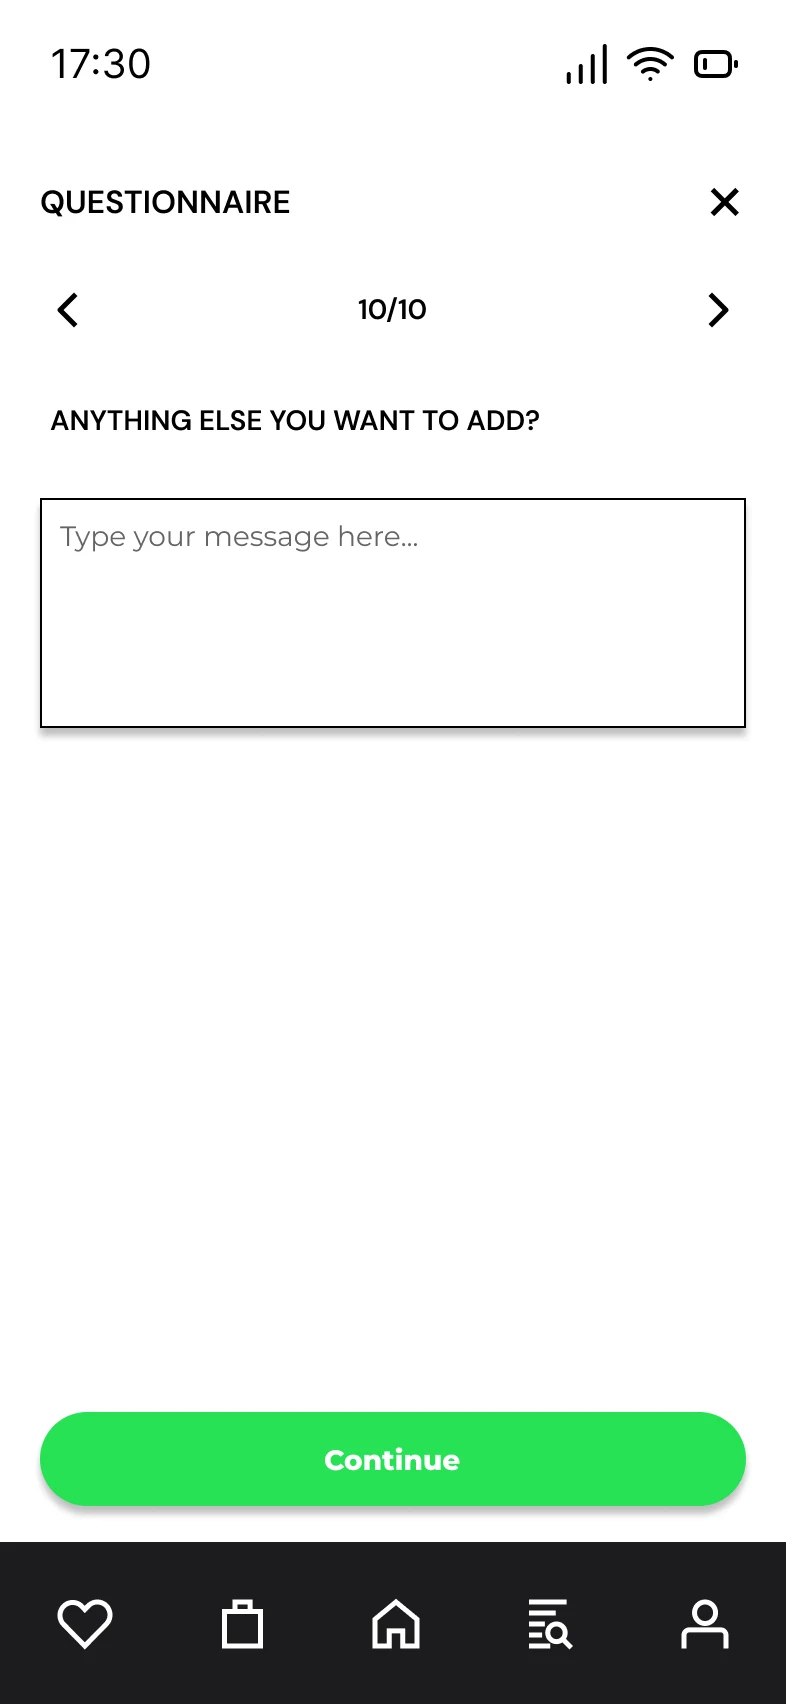 17:30
QUESTIONNAIRE
10/10
ANYTHING ELSE YOU WANT TO ADD?
Type your message here...
Continue